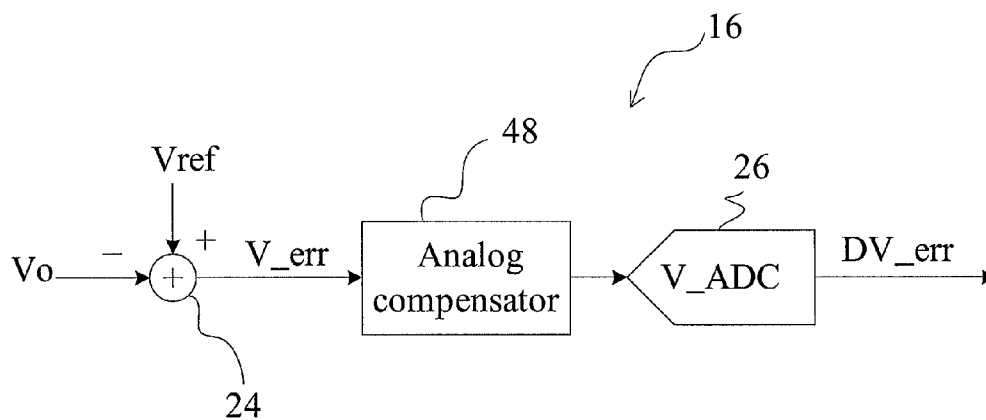 16
48
26
Vref
−
+
Vo
+
V_err
Analog
compensator
V_ADC
DV_err
24